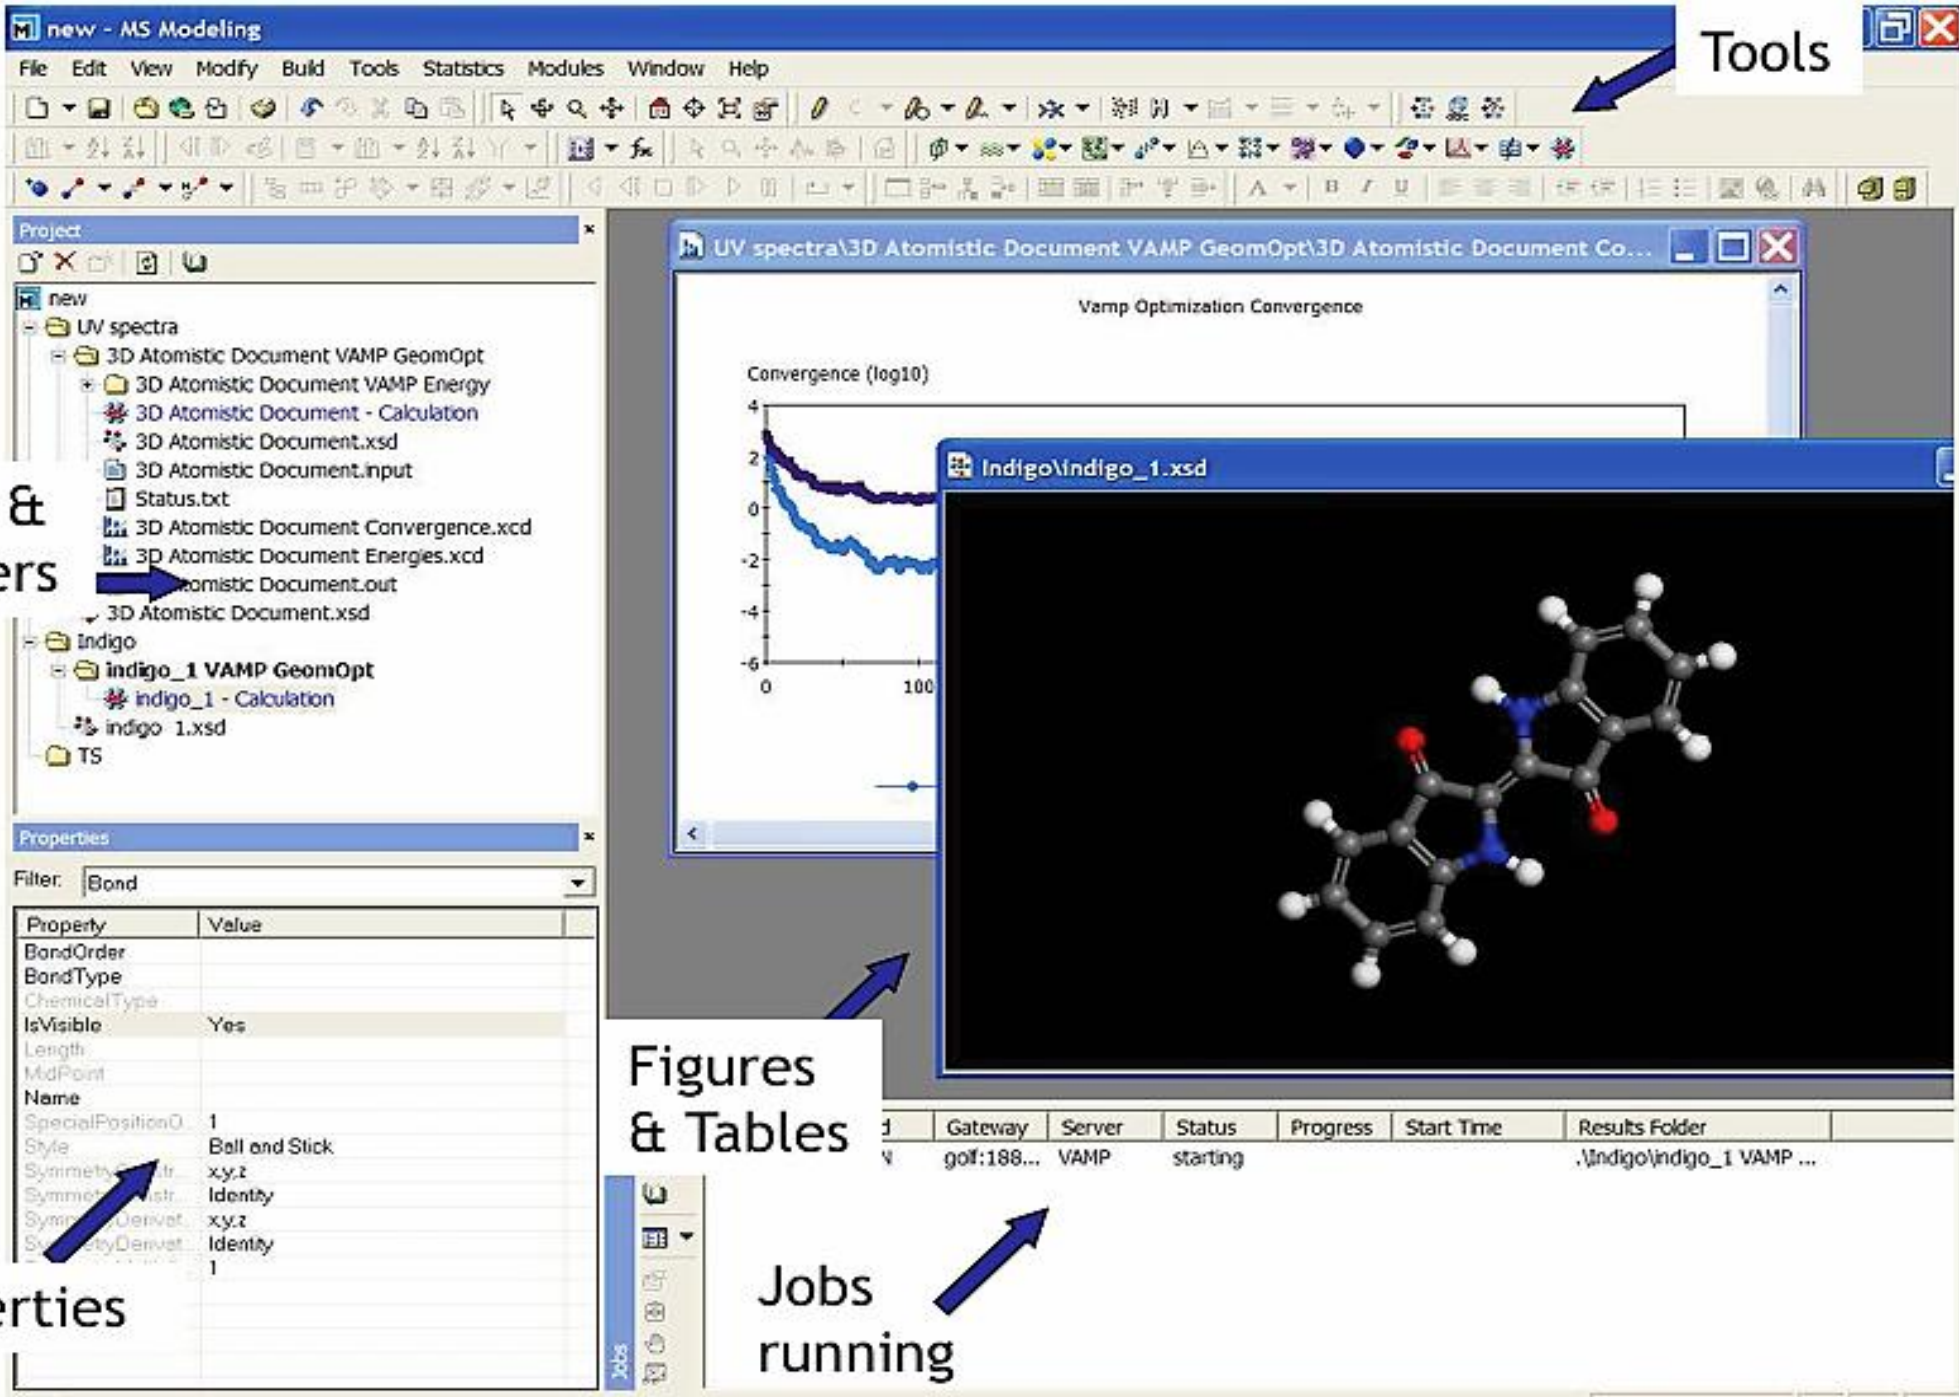 new - MS Modeling
Tools
File Edit View Modify Build Tools Statistics Modules Window Help
Project
new
UV spectra
3D Atomistic Document VAMP GeomOpt
3D Atomistic Document VAMP Energy
3D Atomistic Document - Calculation
3D Atomistic Document.xsd
3D Atomistic Document.input
Status.txt
3D Atomistic Document Convergence.xcd
3D Atomistic Document Energies.xcd
omistic Document.out
3D Atomistic Document.xsd
Indigo
indigo_1 VAMP GeomOpt
indigo_1 - Calculation
indigo 1.xsd
TS
&
ers
UV spectra\3D Atomistic Document VAMP GeomOpt\3D Atomistic Document Co...
Vamp Optimization Convergence
Convergence (log10)
4
2
0
-2
-4
-6
0 100
Indigo\indigo_1.xsd
Properties
Filter: Bond
Property Value
BondOrder
BondType
ChemicalType
IsVisible Yes
Length
MidPoint
Name
SpecialPositionO... 1
Style Ball and Stick
x,y,z
Identity
x,y,z
Identity
1
erties
Figures
& Tables
Gateway Server Status Progress Start Time Results Folder
golf:188... VAMP starting .\Indigo\indigo_1 VAMP ...
Jobs
Jobs
running